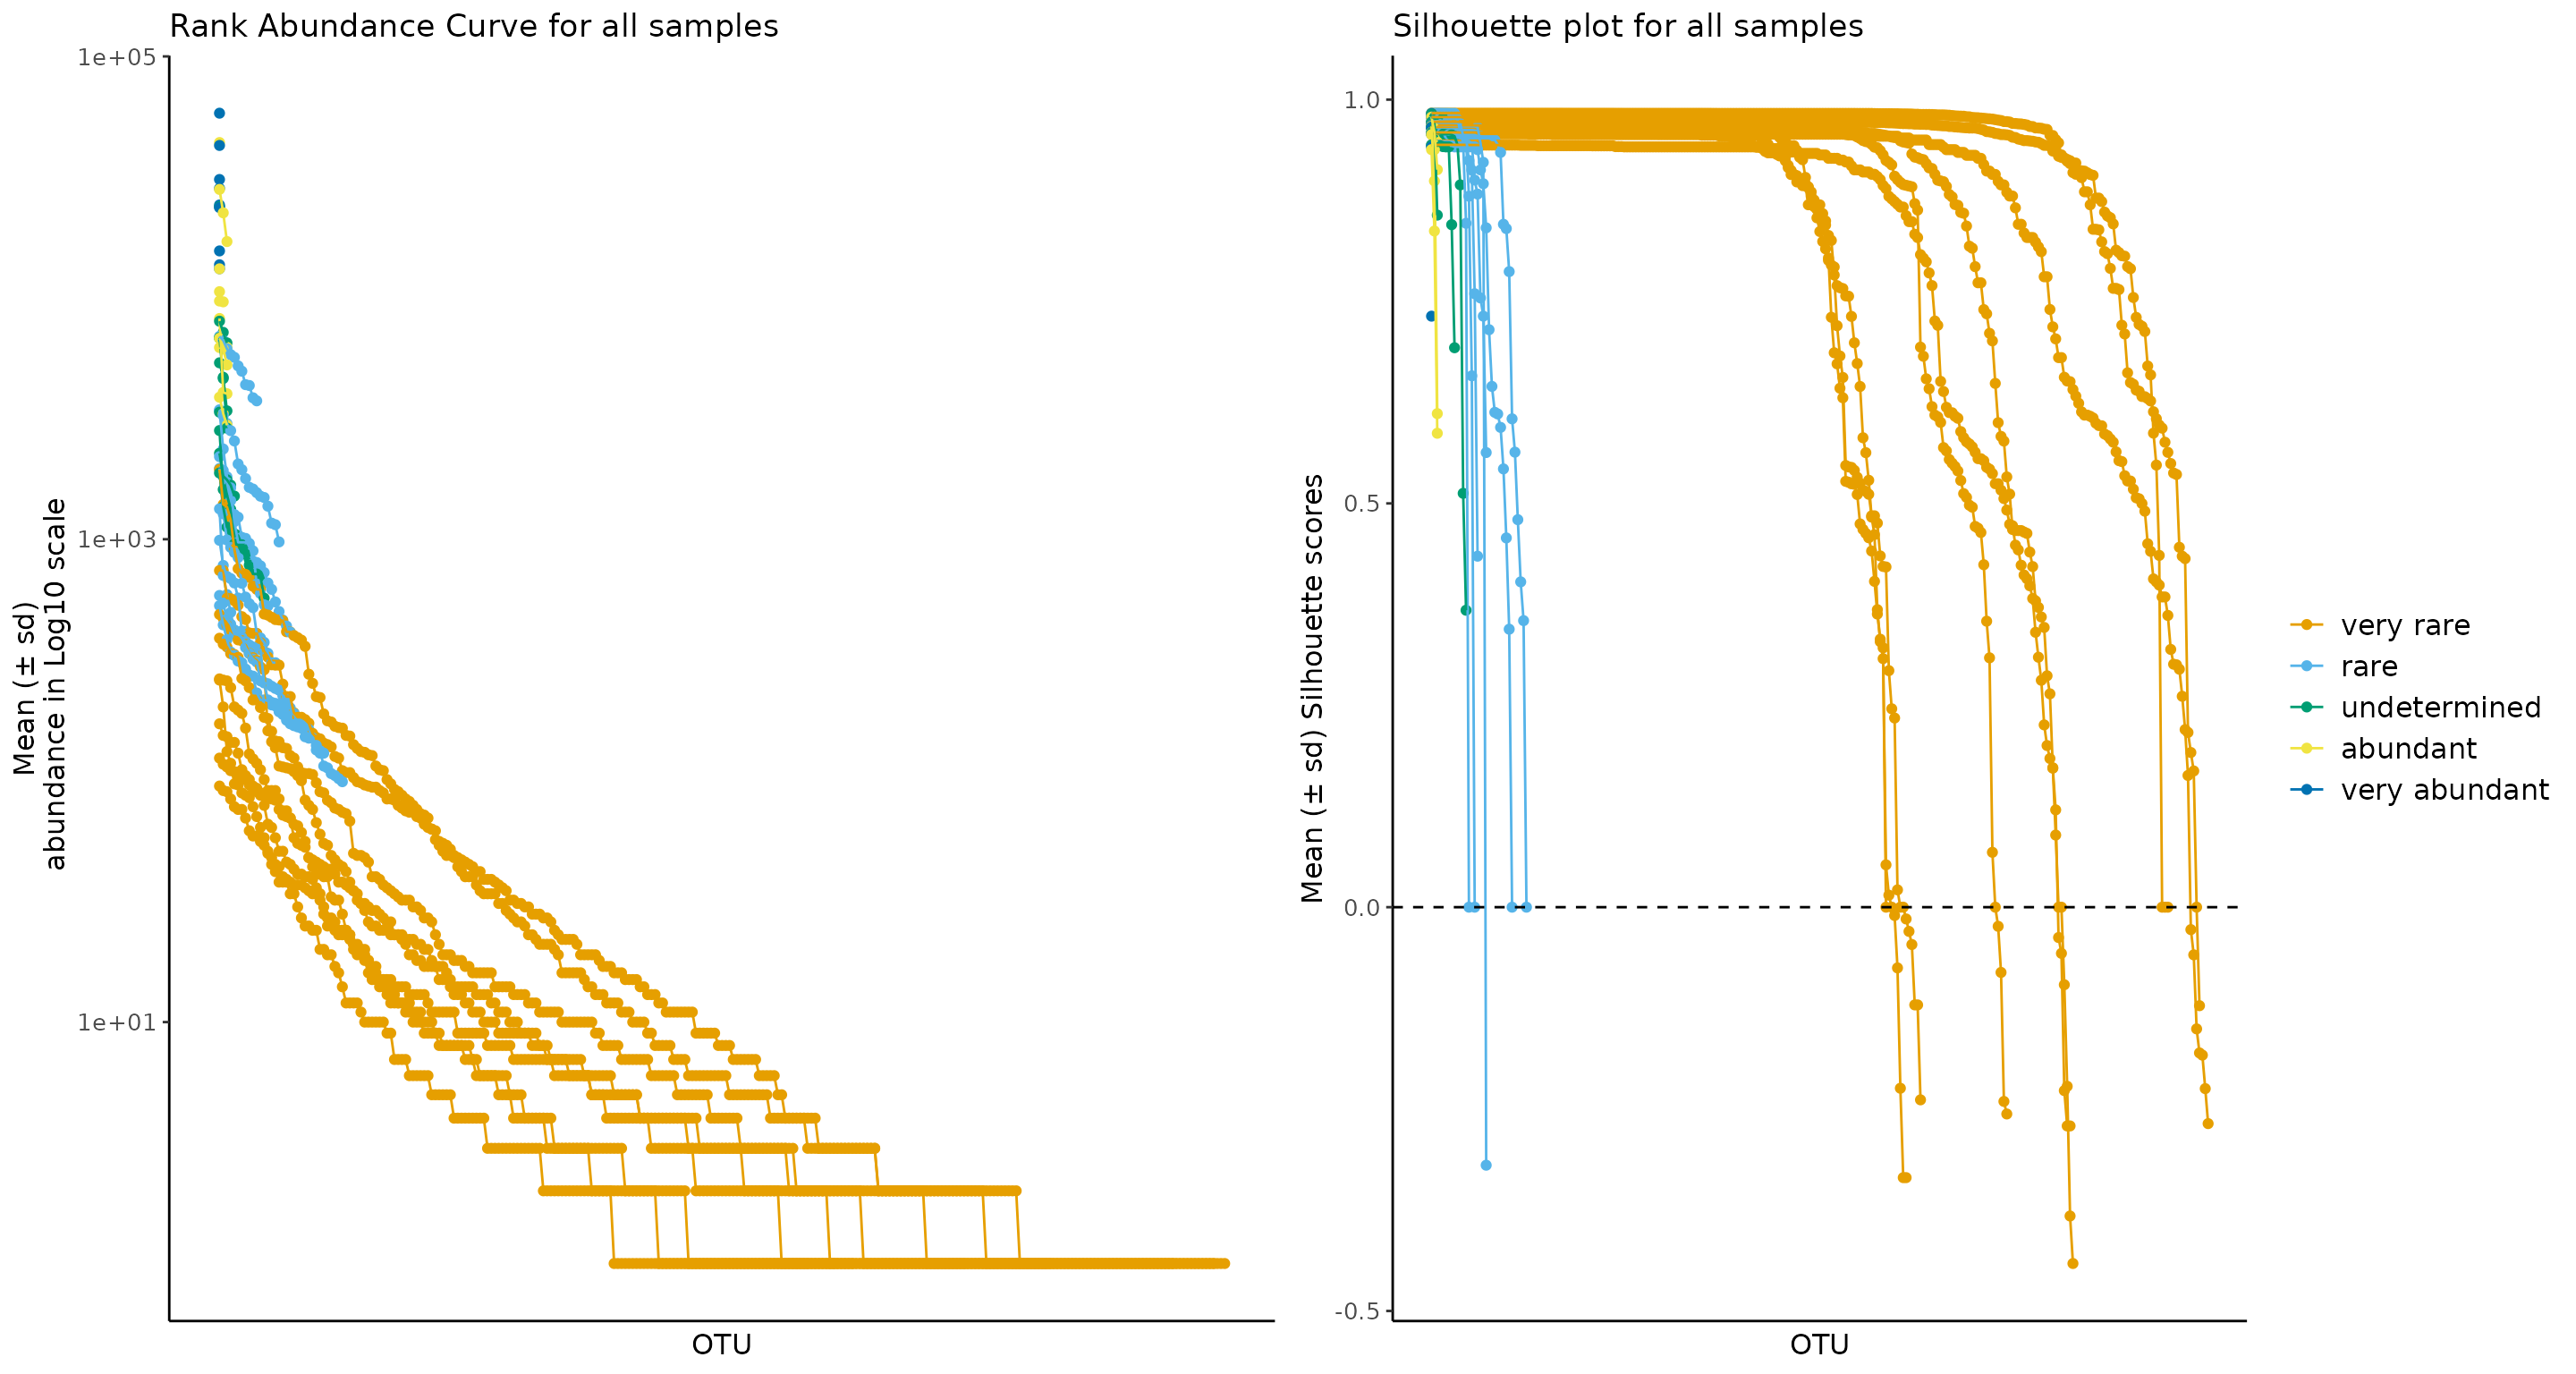 Rank Abundance Curve for all samples
1e+05
1e+03
1e+01
Mean (± sd)
abundance in Log10 scale
OTU
Silhouette plot for all samples
1.0
0.5
0.0
-0.5
Mean (± sd) Silhouette scores
OTU
very rare
rare
undetermined
abundant
very abundant